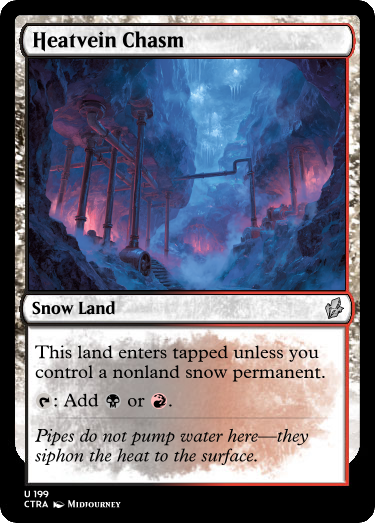 Heatvein Chasm
Snow Land
This land enters tapped unless you
control a nonland snow permanent.
: Add or .
Pipes do not pump water here—they
siphon the heat to the surface.
U 199
CTRA Midjourney